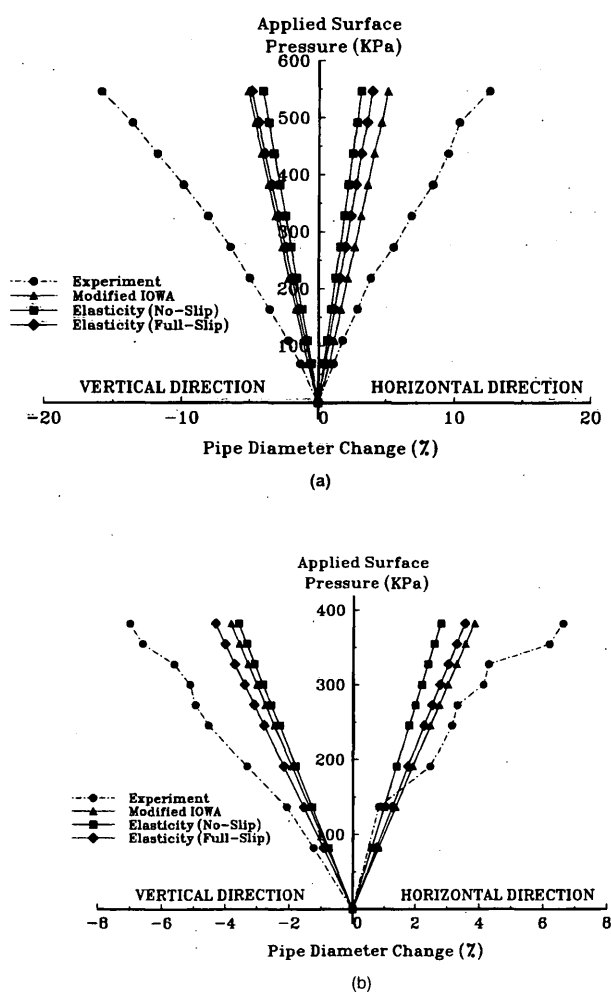 Applied Surface
Pressure (KPa)
600
500
400
300
200
100
Experiment
Modified IOWA
Elasticity (No-Slip)
Elasticity (Full-Slip)
VERTICAL DIRECTION
HORIZONTAL DIRECTION
−20
−10
0
10
20
Pipe Diameter Change (%)
(a)
Applied Surface
Pressure (KPa)
400
300
200
100
Experiment
Modified IOWA
Elasticity (No-Slip)
Elasticity (Full-Slip)
VERTICAL DIRECTION
HORIZONTAL DIRECTION
−8
−6
−4
−2
0
2
4
6
8
Pipe Diameter Change (%)
(b)